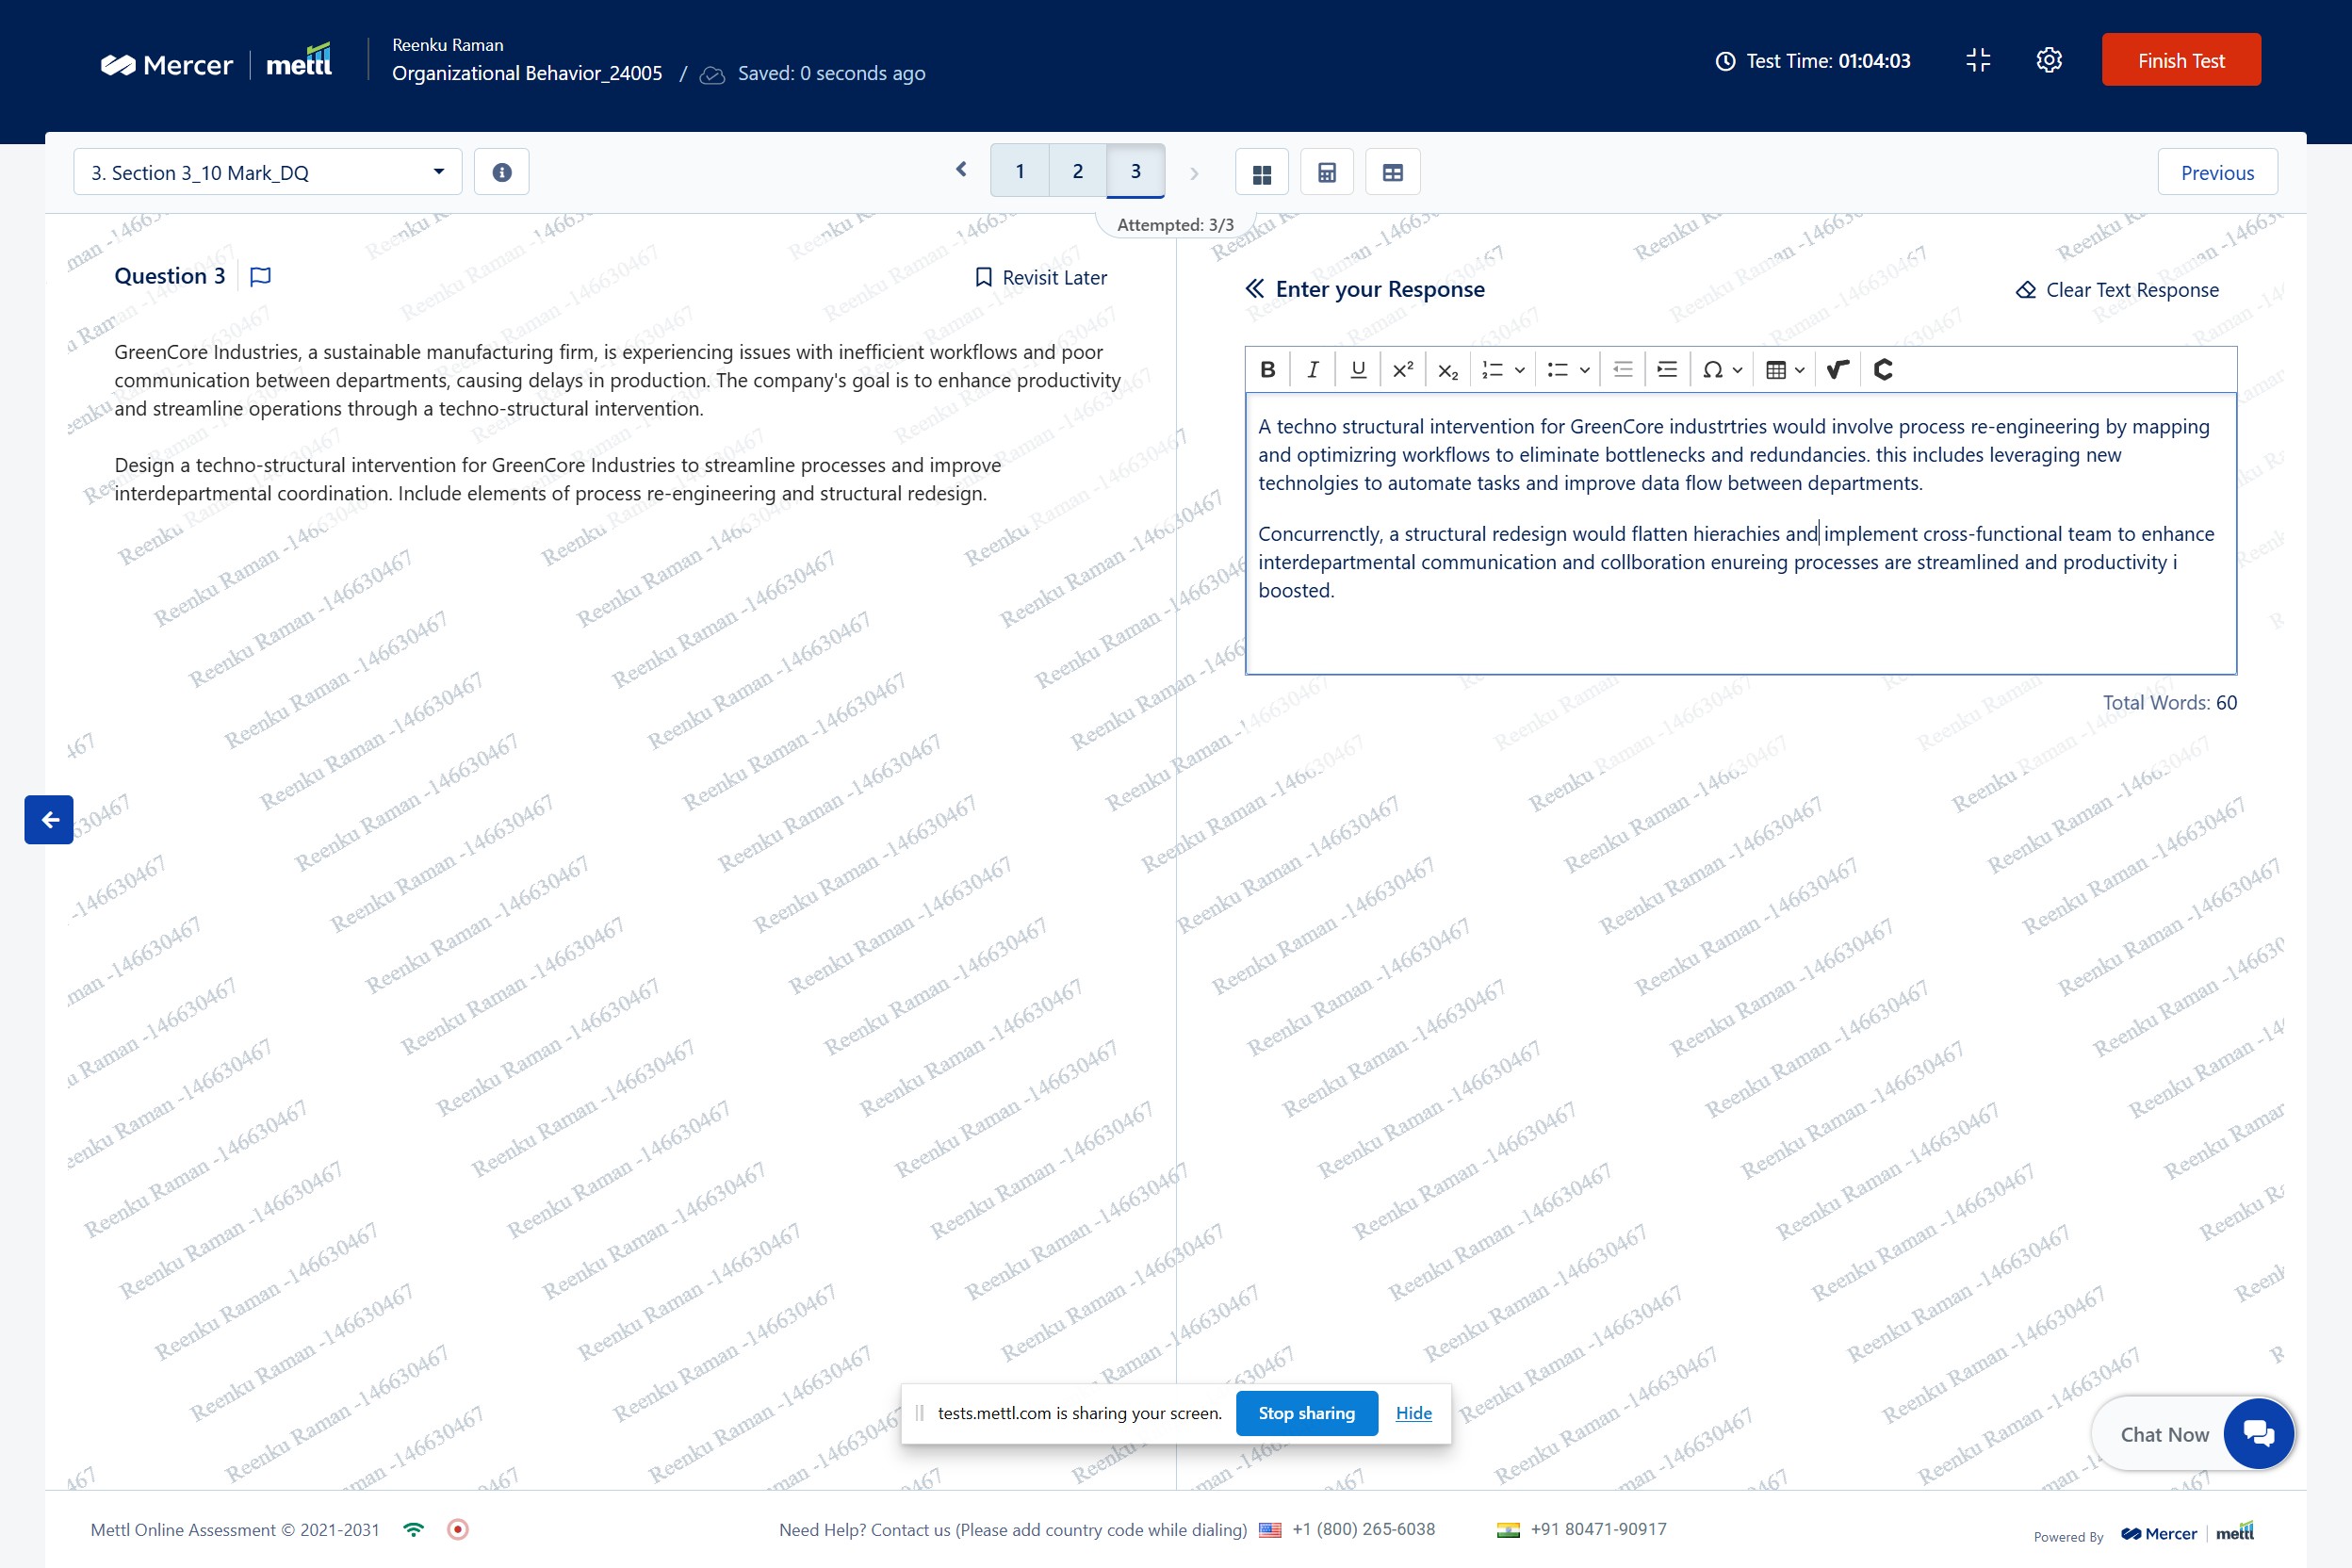 Mercer | mettl
Reenku Raman
Organizational Behavior_24005 / Saved: 0 seconds ago
Test Time: 01:04:03
Finish Test
3. Section 3_10 Mark_DQ
1 2 3
Attempted: 3/3
Previous
Question 3
Revisit Later
GreenCore Industries, a sustainable manufacturing firm, is experiencing issues with inefficient workflows and poor
communication between departments, causing delays in production. The company's goal is to enhance productivity
and streamline operations through a techno-structural intervention.
Design a techno-structural intervention for GreenCore Industries to streamline processes and improve
interdepartmental coordination. Include elements of process re-engineering and structural redesign.
Enter your Response
Clear Text Response
B I U x² x₂ Ω
A techno structural intervention for GreenCore industrtries would involve process re-engineering by mapping
and optimizring workflows to eliminate bottlenecks and redundancies. this includes leveraging new
technolgies to automate tasks and improve data flow between departments.
Concurrenctly, a structural redesign would flatten hierachies and implement cross-functional team to enhance
interdepartmental communication and collboration enureing processes are streamlined and productivity i
boosted.
Total Words: 60
Reenku Raman -146630467
tests.mettl.com is sharing your screen.
Stop sharing
Hide
Chat Now
Mettl Online Assessment © 2021-2031
Need Help? Contact us (Please add country code while dialing) +1 (800) 265-6038 +91 80471-90917
Powered By Mercer | mettl